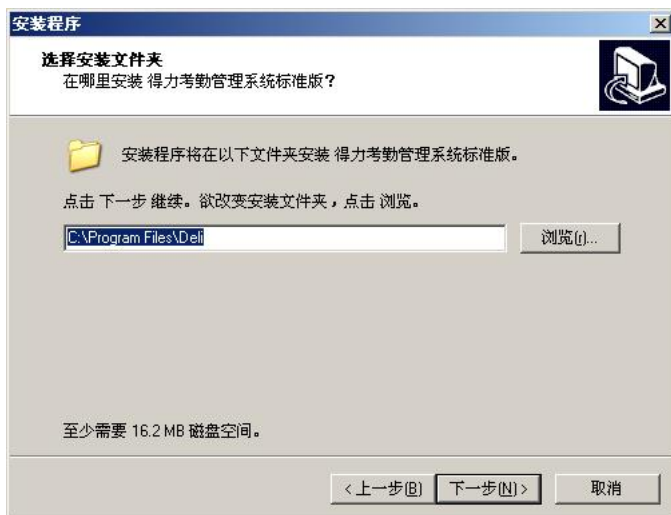 安装程序
选择安装文件夹
在哪里安装 得力考勤管理系统标准版？
安装程序将在以下文件夹安装 得力考勤管理系统标准版。
点击 下一步 继续。欲改变安装文件夹，点击 浏览。
C:\Program Files\Deli
浏览(r)...
至少需要 16.2 MB 磁盘空间。
<上一步(B)
下一步(N)>
取消